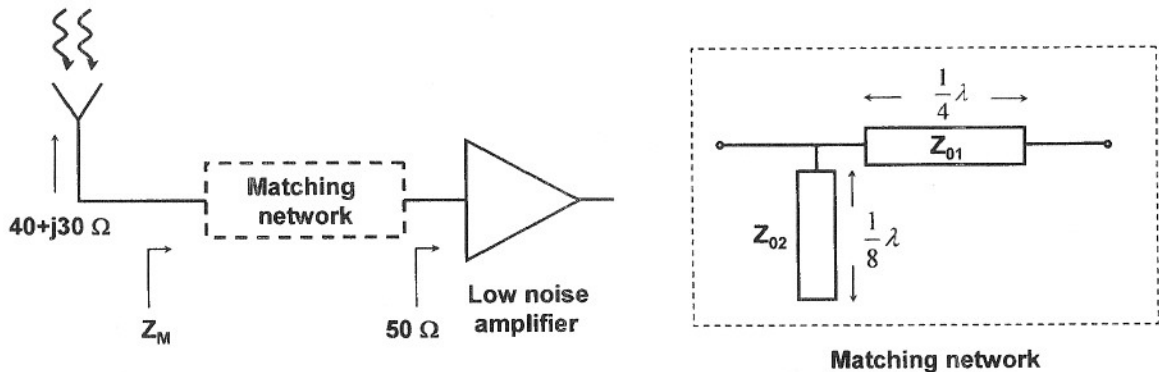 40+j30 Ω
Z_M
Matching
network
50 Ω
Low noise
amplifier
1/4 λ
Z_01
Z_02
1/8 λ
Matching network